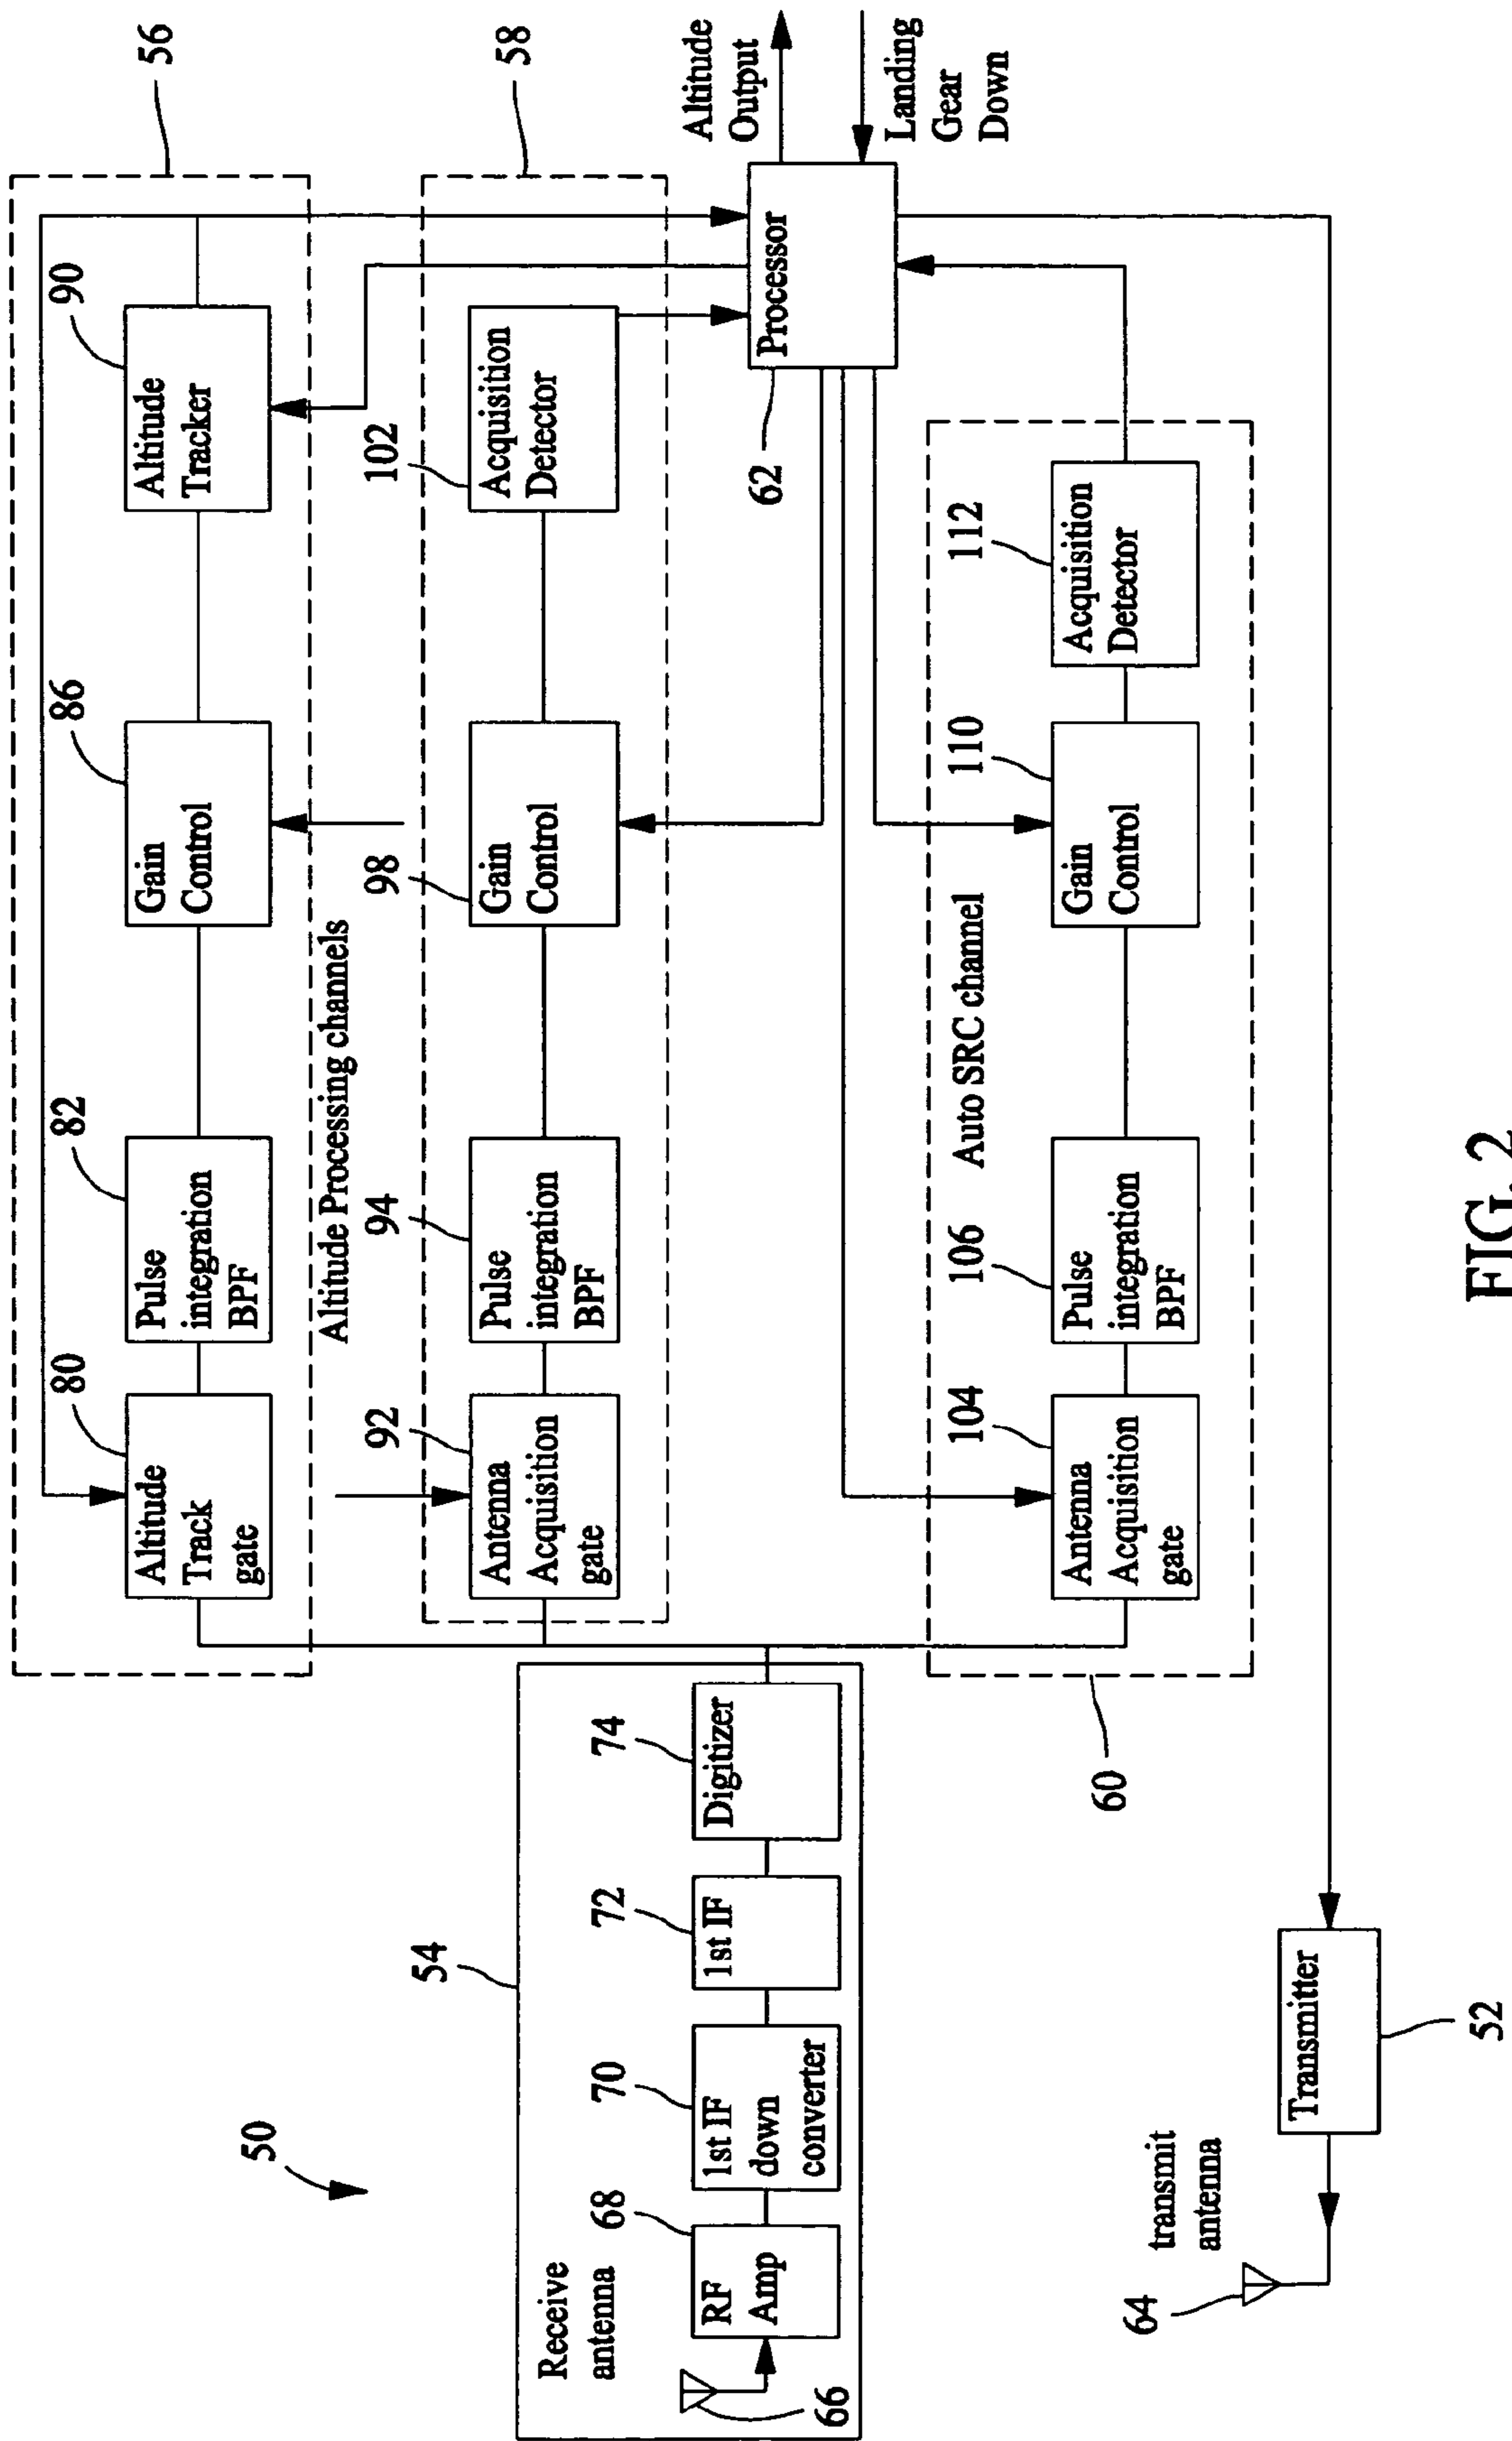 56
90
Altitude
Tracker
86
Gain
Control
82
Pulse
integration
BPF
80
Altitude
Track
gate
Altitude Processing channels
58
102
Acquisition
Detector
98
Gain
Control
94
Pulse
integration
BPF
92
Antenna
Acquisition
gate
Altitude
Output
Landing
Gear
Down
Processor
62
112
Acquisition
Detector
110
Gain
Control
Auto SRC channel
106
Pulse
integration
BPF
104
Antenna
Acquisition
gate
60
50
54
Receive
antenna
66
68
RF
Amp
70
1st IF
down
converter
72
1st IF
74
Digitizer
64
transmit
antenna
Transmitter
52
FIG. 2